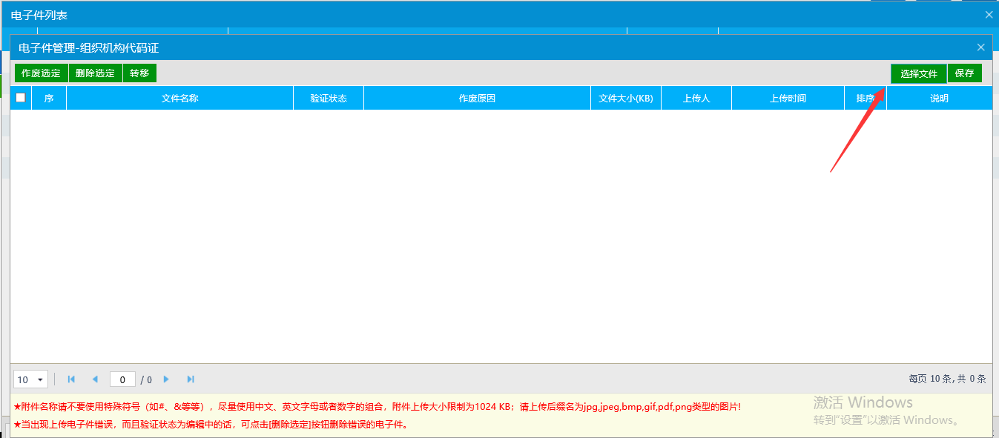 电子件列表
电子件管理-组织机构代码证
作废选定 删除选定 转移 选择文件 保存
序 文件名称 验证状态 作废原因 文件大小(KB) 上传人 上传时间 排序 说明
10 0 / 0 每页 10 条, 共 0 条
★附件名称请不要使用特殊符号（如#、&等等），尽量使用中文、英文字母或者数字的组合，附件上传大小限制为1024 KB；请上传后缀名为jpg,jpeg,bmp,gif,pdf,png类型的图片!
★当出现上传电子件错误，而且验证状态为编辑中的话，可点击[删除选定]按钮删除错误的电子件。
激活 Windows
转到“设置”以激活 Windows。